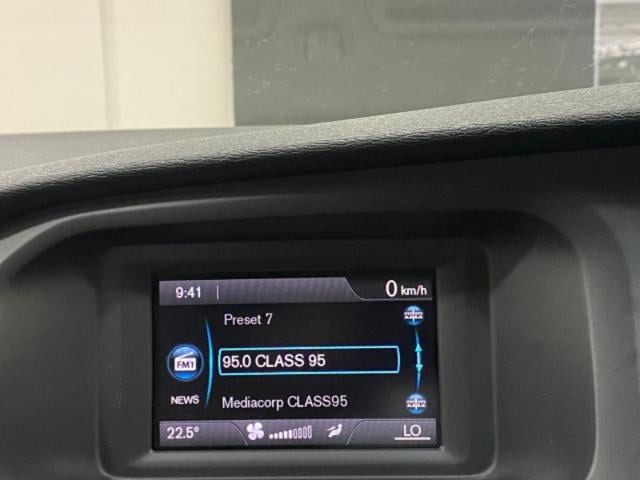 9:41 | 0 km/h
Preset 7
FM1
95.0 CLASS 95
NEWS
Mediacorp CLASS95
22.5° LO